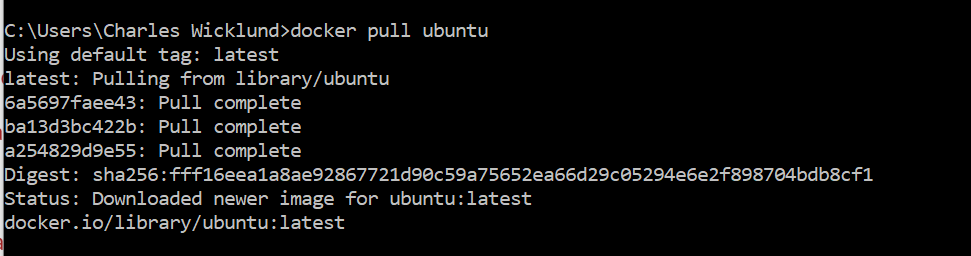 C:\Users\Charles Wicklund>docker pull ubuntu
Using default tag: latest
latest: Pulling from library/ubuntu
6a5697faee43: Pull complete
ba13d3bc422b: Pull complete
a254829d9e55: Pull complete
Digest: sha256:fff16eea1a8ae92867721d90c59a75652ea66d29c05294e6e2f898704bdb8cf1
Status: Downloaded newer image for ubuntu:latest
docker.io/library/ubuntu:latest